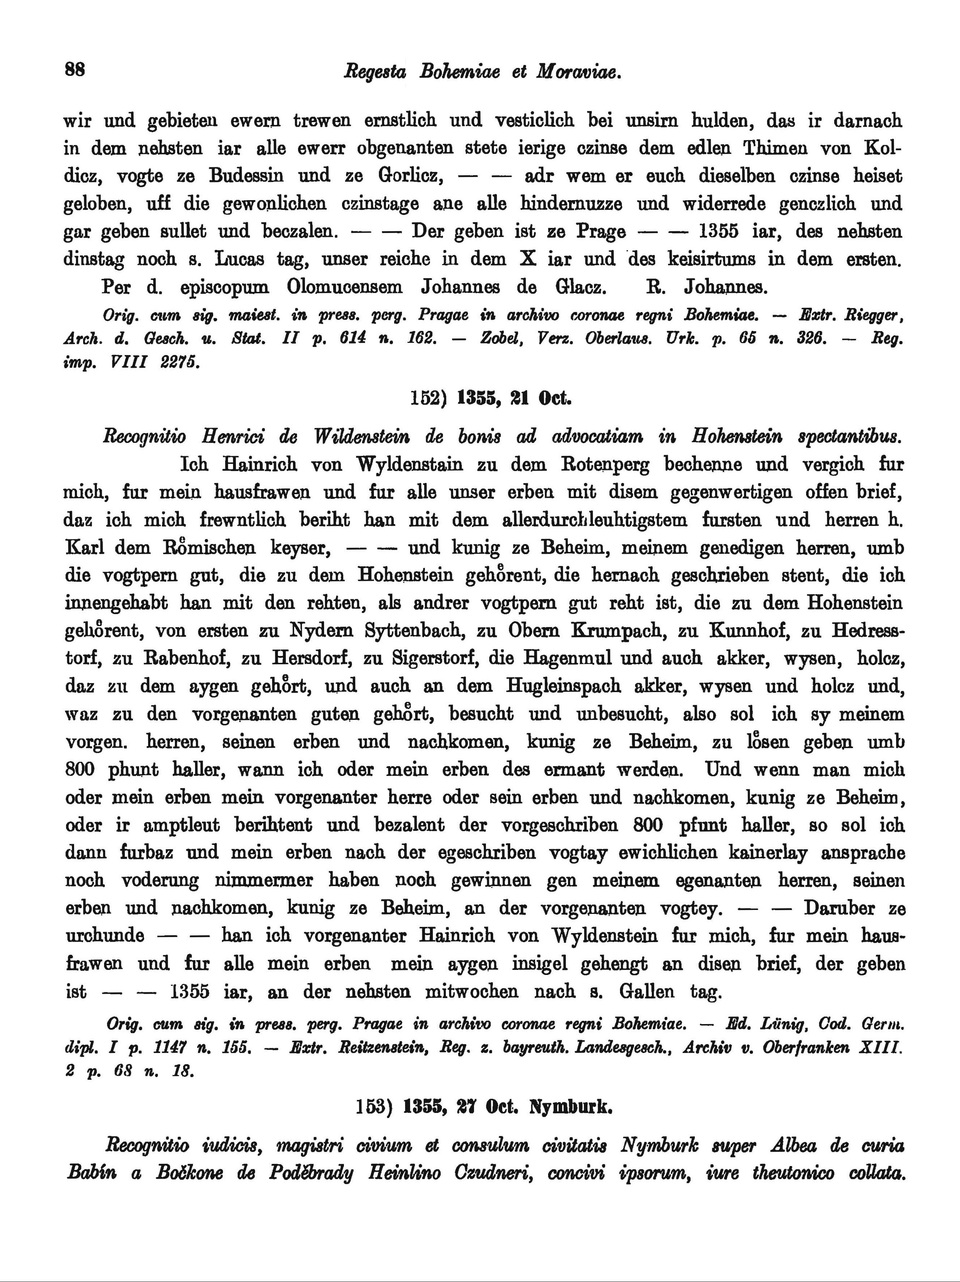 88 Regesta Bohemiae et Moraviae.
wir und gebieten ewern trewen ernstlich und vesticlich bei unsirn hulden, das ir darnach
in dem nehsten iar alle ewerr obgenanten stete ierige czinse dem edlen Thimen von Kol-
dicz, vogte ze Budessin und ze Gorlicz, — — adr wem er euch dieselben czinse heiset
geloben, uff die gewonlichen czinstage ane alle hindernuzze und widerrede genczlich und
gar geben sullet und beczalen. — — Der geben ist ze Prage — — 1355 iar, des nehsten
dinstag noch s. Lucas tag, unser reiche in dem X iar und des keisirtums in dem ersten.
Per d. episcopum Olomucensem Johannes de Glacz. R. Johannes.
Orig. cum sig. maiest. in press. perg. Pragae in archivo coronae regni Bohemiae. — Extr. Riegger,
Arch. d. Gesch. u. Stat. II p. 614 n. 162. — Zobel, Verz. Oberlaus. Urk. p. 65 n. 326. — Reg.
imp. VIII 2275.
152) 1355, 21 Oct.
Recognitio Henrici de Wildenstein de bonis ad advocatiam in Hohenstein spectantibus.
Ich Hainrich von Wyldenstain zu dem Rotenperg bechenne und vergich fur
mich, fur mein hausfrawen und fur alle unser erben mit disem gegenwertigen offen brief,
daz ich mich frewntlich beriht han mit dem allerdurchleuhtigstem fursten und herren h.
Karl dem Roͤmischen keyser, — — und kunig ze Beheim, meinem genedigen herren, umb
die vogtpern gut, die zu dem Hohenstein gehoͤrent, die hernach geschrieben stent, die ich
innengehabt han mit den rehten, als andrer vogtpern gut reht ist, die zu dem Hohenstein
gehoͤrent, von ersten zu Nydern Syttenbach, zu Obern Krumpach, zu Kunnhof, zu Hedress-
torf, zu Rabenhof, zu Hersdorf, zu Sigerstorf, die Hagenmul und auch akker, wysen, holcz,
daz zu dem aygen gehoͤrt, und auch an dem Hugleinspach akker, wysen und holcz und,
waz zu den vorgenanten guten gehoͤrt, besucht und unbesucht, also sol ich sy meinem
vorgen. herren, seinen erben und nachkomen, kunig ze Beheim, zu loͤsen geben umb
800 phunt haller, wann ich oder mein erben des ermant werden. Und wenn man mich
oder mein erben mein vorgenanter herre oder sein erben und nachkomen, kunig ze Beheim,
oder ir amptleut berihtent und bezalent der vorgeschriben 800 pfunt haller, so sol ich
dann furbaz und mein erben nach der egeschriben vogtay ewichlichen kainerlay ansprache
noch voderung nimmermer haben noch gewinnen gen meinem egenanten herren, seinen
erben und nachkomen, kunig ze Beheim, an der vorgenanten vogtey. — — Daruber ze
urchunde — — han ich vorgenanter Hainrich von Wyldenstein fur mich, fur mein haus-
frawen und fur alle mein erben mein aygen insigel gehengt an disen brief, der geben
ist — — 1355 iar, an der nehsten mitwochen nach s. Gallen tag.
Orig. cum sig. in press. perg. Pragae in archivo coronae regni Bohemiae. — Ed. Lünig, Cod. Germ.
dipl. I p. 1147 n. 155. — Extr. Reitzenstein, Reg. z. bayreuth. Landesgesch., Archiv v. Oberfranken XIII.
2 p. 68 n. 18.
153) 1355, 27 Oct. Nymburk.
Recognitio iudicis, magistri civium et consulum civitatis Nymburk super Albea de curia
Babín a Bočkone de Poděbrady Heinlino Czudneri, concivi ipsorum, iure theutonico collata.